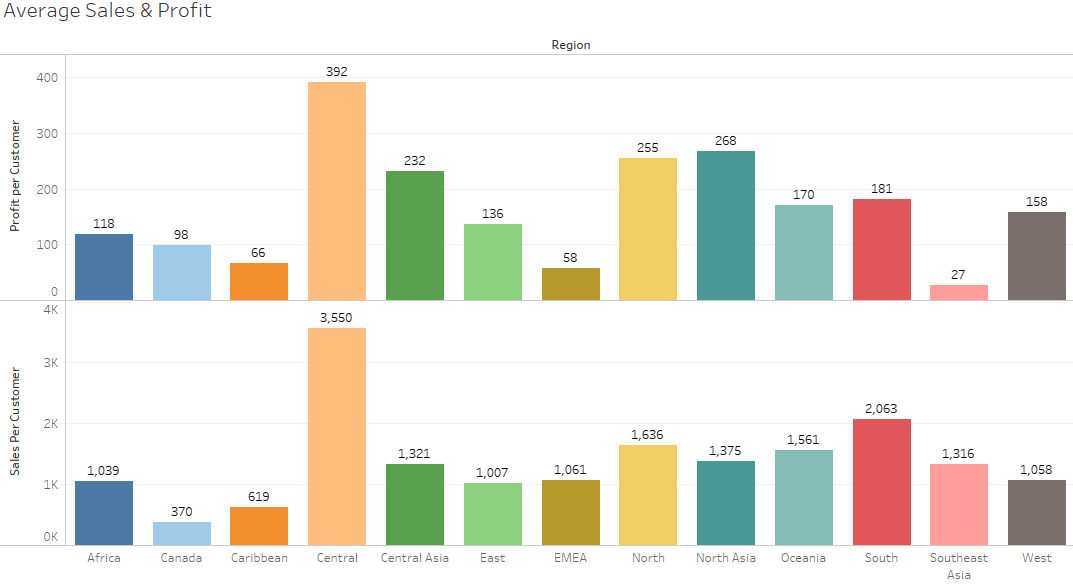 Average Sales & Profit
Region
Profit per Customer
400
300
200
100
0
118
98
66
392
232
136
58
255
268
170
181
27
158
Sales Per Customer
4K
3K
2K
1K
0K
1,039
370
619
3,550
1,321
1,007
1,061
1,636
1,375
1,561
2,063
1,316
1,058
Africa
Canada
Caribbean
Central
Central Asia
East
EMEA
North
North Asia
Oceania
South
Southeast
Asia
West